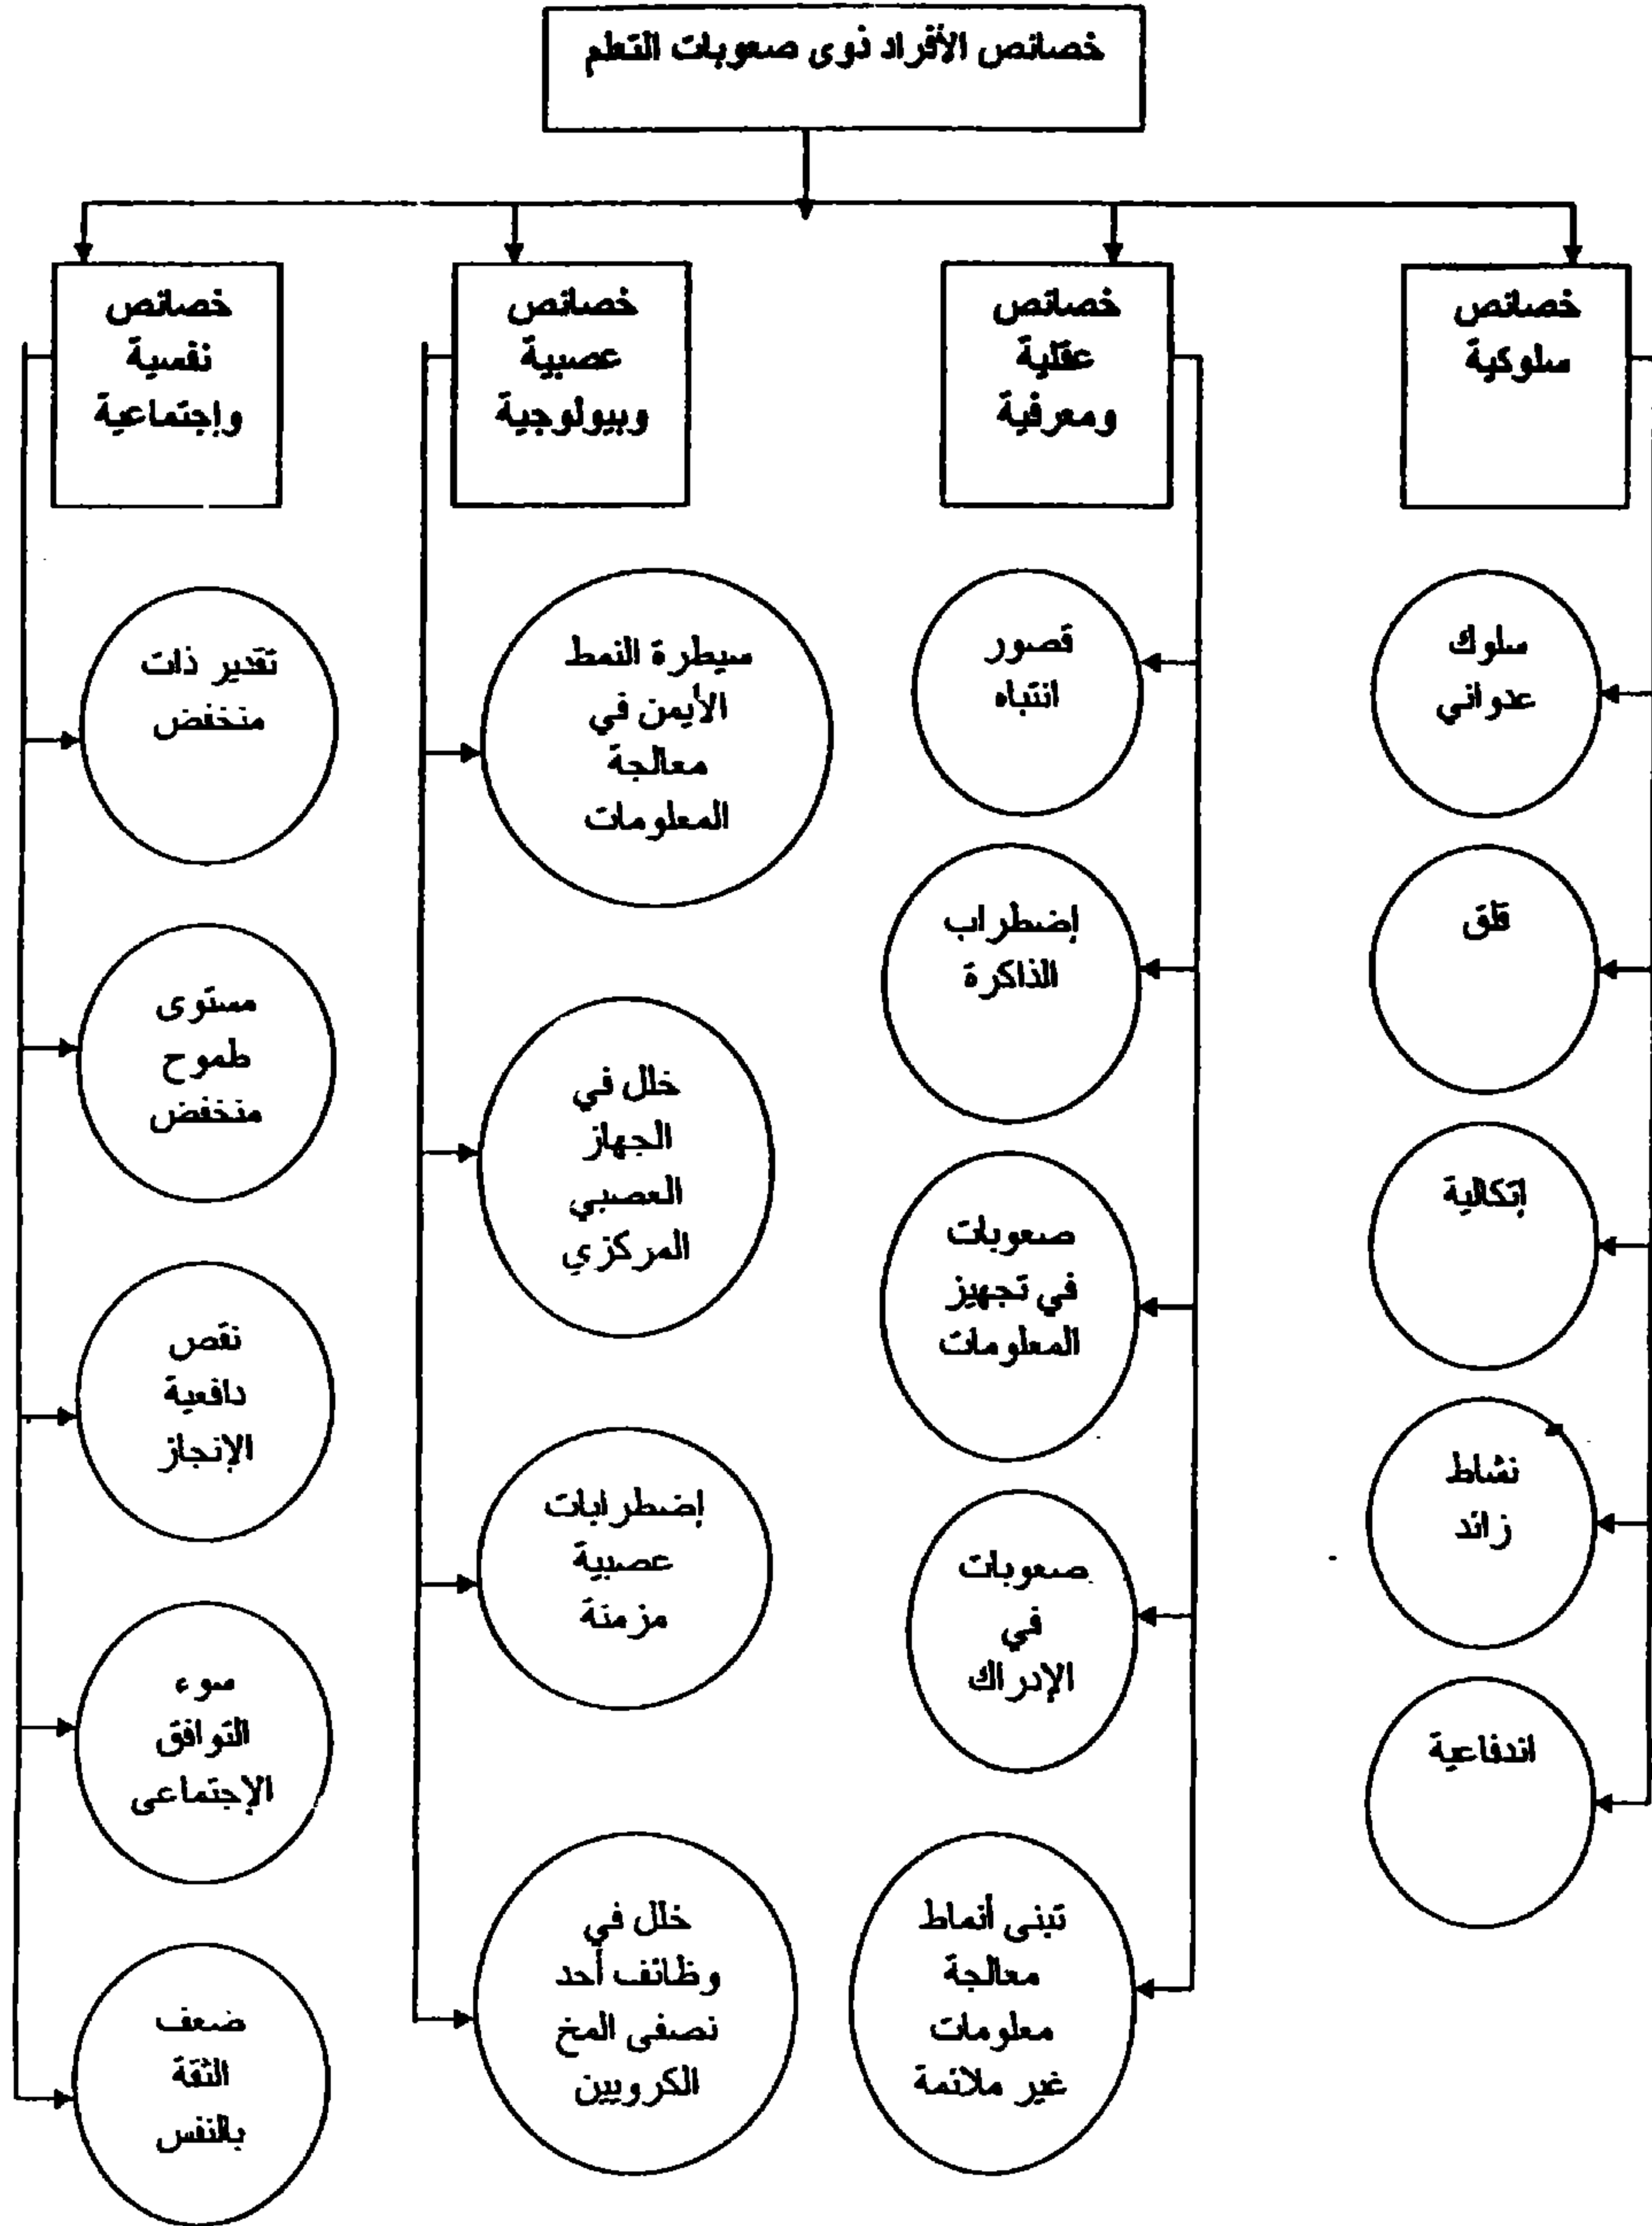 خصائص الأفراد ذوى صعوبات التعلم
خصائص
سلوكية
سلوك
عدواني
قلق
إتكالية
نشاط
زائد
اندفاعية
خصائص
عقلية
ومعرفية
قصور
انتباه
إضطراب
الذاكرة
صعوبات
في تجهيز
المعلومات
صعوبات
في
الإدراك
تبنى أنماط
معالجة
معلومات
غير ملائمة
خصائص
عصبية
وبيولوجية
سيطرة النمط
الأيمن في
معالجة
المعلومات
خلل في
الجهاز
العصبي
المركزي
إضطرابات
عصبية
مزمنة
خلل في
وظائف أحد
نصفى المخ
الكرويين
خصائص
نفسية
وإجتماعية
تقدير ذات
منخفض
مستوى
طموح
منخفض
نقص
دافعية
الإنجاز
سوء
التوافق
الإجتماعى
ضعف
الثقة
بالنفس